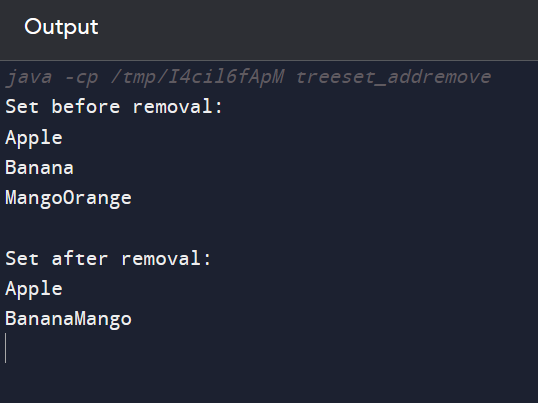 Output
java -cp /tmp/I4cil6fApM treeset_addremove
Set before removal:
Apple
Banana
MangoOrange
Set after removal:
Apple
BananaMango